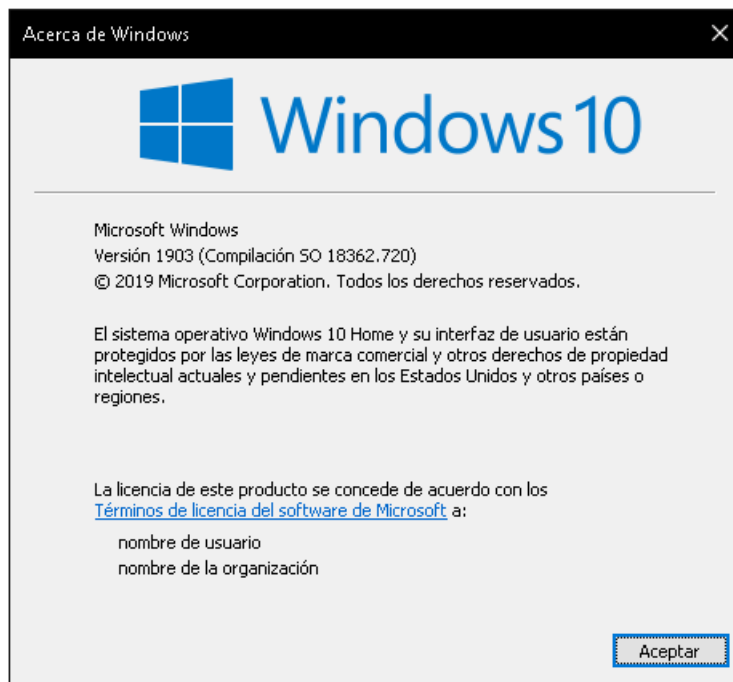 Acerca de Windows
Windows 10
Microsoft Windows
Versión 1903 (Compilación SO 18362.720)
© 2019 Microsoft Corporation. Todos los derechos reservados.
El sistema operativo Windows 10 Home y su interfaz de usuario están
protegidos por las leyes de marca comercial y otros derechos de propiedad
intelectual actuales y pendientes en los Estados Unidos y otros países o
regiones.
La licencia de este producto se concede de acuerdo con los
Términos de licencia del software de Microsoft a:
nombre de usuario
nombre de la organización
Aceptar